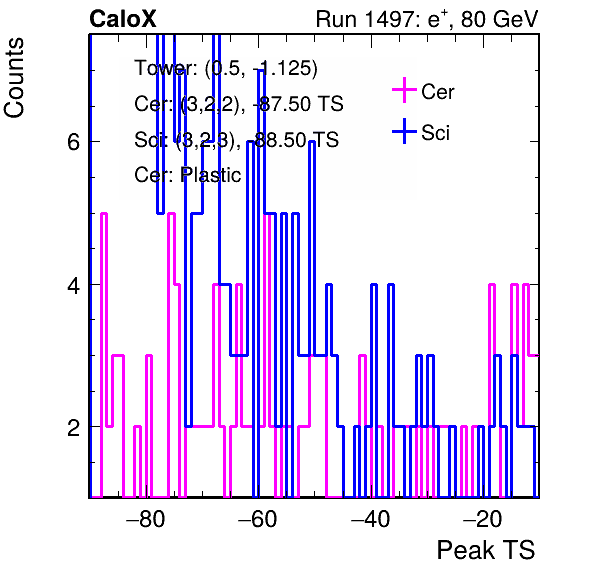 CaloX Run 1497: e+, 80 GeV
Counts
Tower: (0.5, -1.125)
Cer: (3,2,2), -87.50 TS
Sci: (3,2,3), -88.50 TS
Cer: Plastic
Cer
Sci
6
4
2
−80 −60 −40 −20
Peak TS